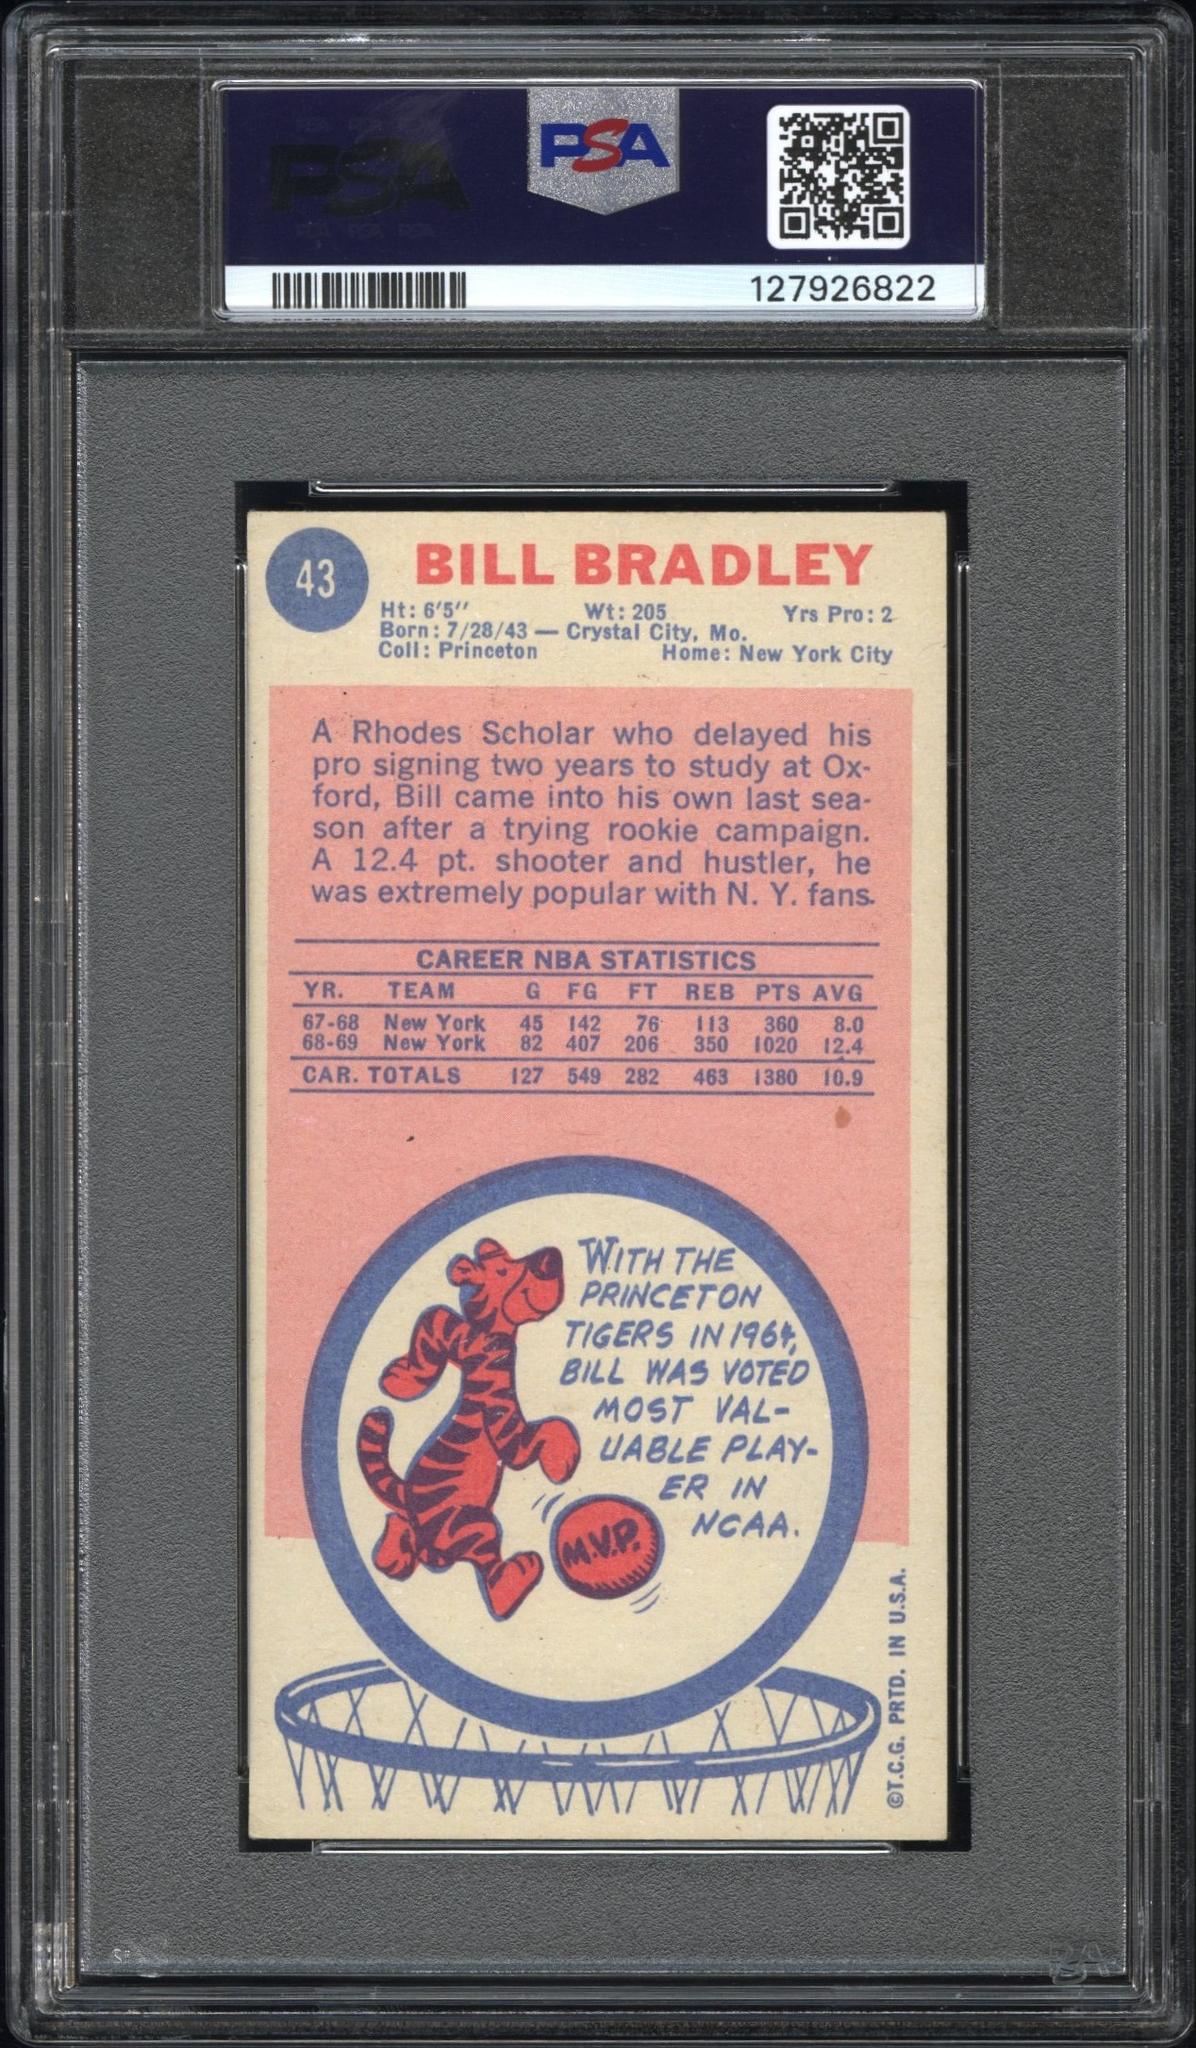 PSA
PSA
127926822
43
BILL BRADLEY
Ht: 6'5" Wt: 205 Yrs Pro: 2
Born: 7/28/43 — Crystal City, Mo.
Coll: Princeton Home: New York City
A Rhodes Scholar who delayed his
pro signing two years to study at Ox-
ford, Bill came into his own last sea-
son after a trying rookie campaign.
A 12.4 pt. shooter and hustler, he
was extremely popular with N. Y. fans.
CAREER NBA STATISTICS
YR. TEAM G FG FT REB PTS AVG
67-68 New York 45 142 76 113 360 8.0
68-69 New York 82 407 206 350 1020 12.4
CAR. TOTALS 127 549 282 463 1380 10.9
WITH THE
PRINCETON
TIGERS IN 1964,
BILL WAS VOTED
MOST VAL-
UABLE PLAY-
ER IN
NCAA.
M.V.P.
©T.C.G. PRTD. IN U.S.A.